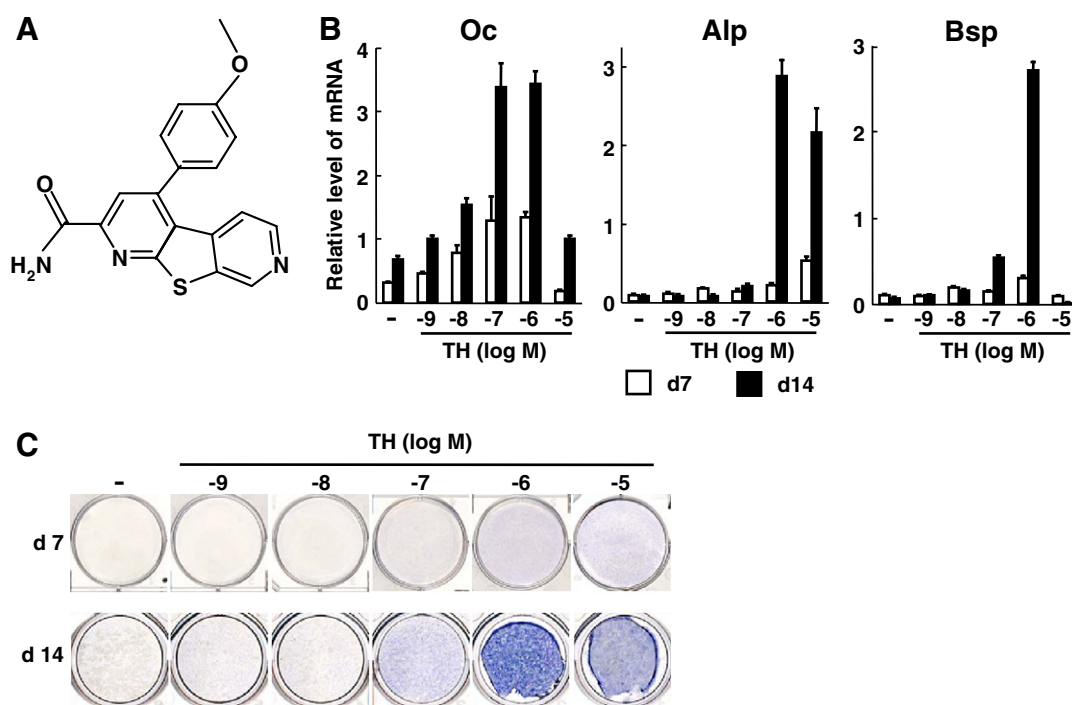 A
O
O
H2N
N
S
N
B
Oc
Alp
Bsp
Relative level of mRNA
4
3
2
1
0
3
2
1
0
3
2
1
0
- -9 -8 -7 -6 -5
- -9 -8 -7 -6 -5
- -9 -8 -7 -6 -5
TH (log M)
TH (log M)
TH (log M)
d7
d14
C
TH (log M)
- -9 -8 -7 -6 -5
d 7
d 14